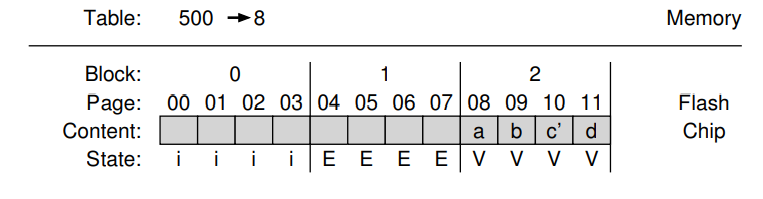 Table: 500 → 8 Memory
Block: 0 1 2
Page: 00 01 02 03 04 05 06 07 08 09 10 11 Flash
Content: a b c’ d Chip
State: i i i i E E E E V V V V